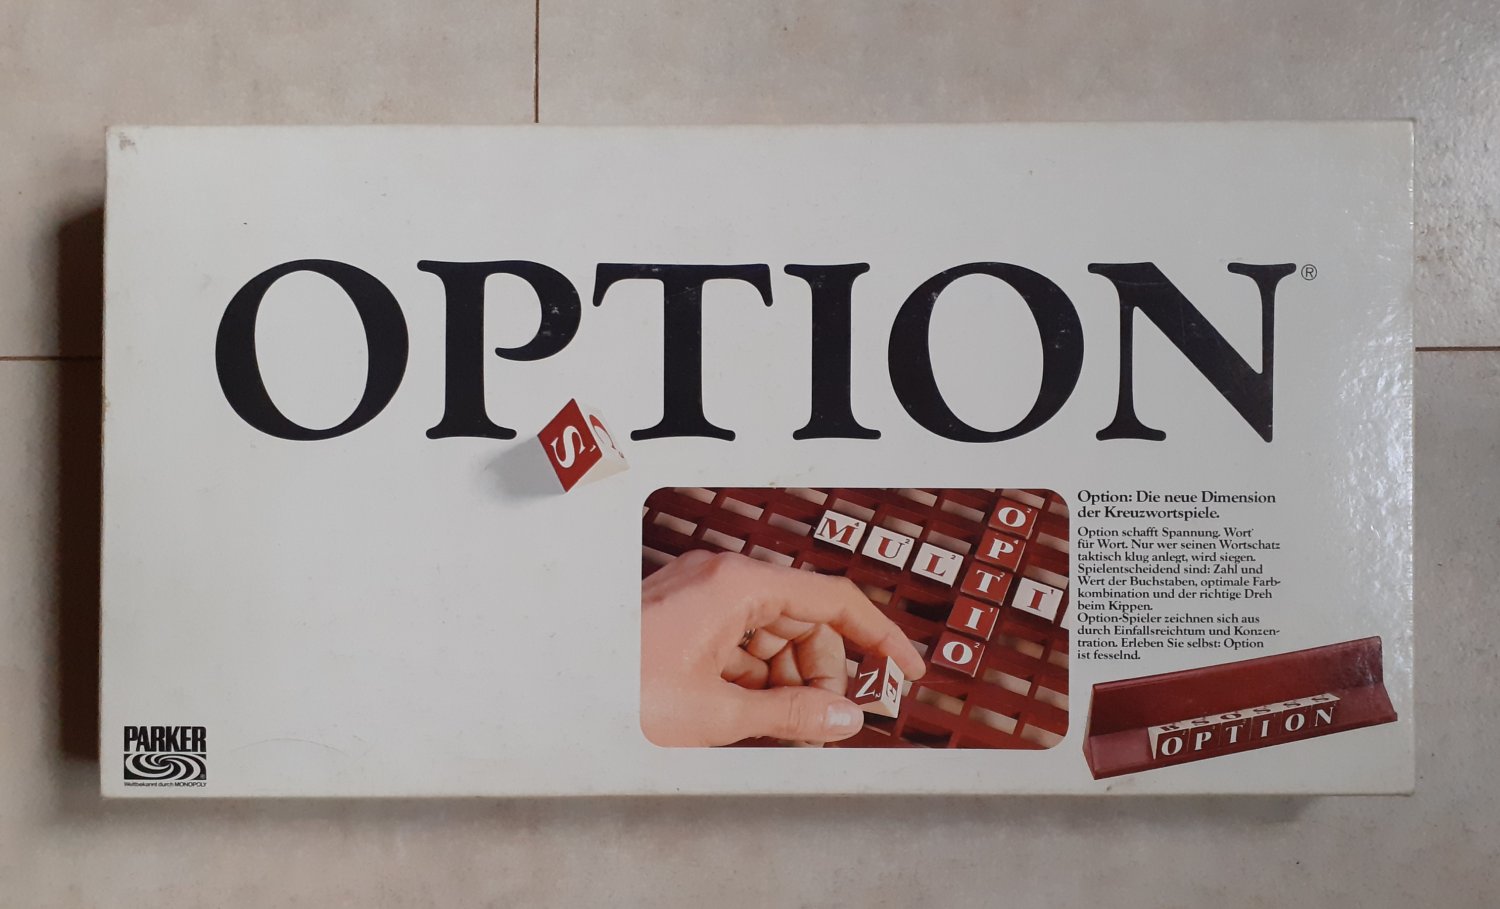 OPTION®
S
C
MULTI
OPTIO
Z
E
Option: Die neue Dimension
der Kreuzwortspiele.
Option schafft Spannung. Wort
für Wort. Nur wer seinen Wortschatz
taktisch klug anlegt, wird siegen.
Spielentscheidend sind: Zahl und
Wert der Buchstaben, optimale Farb-
kombination und der richtige Dreh
beim Kippen.
Option-Spieler zeichnen sich aus
durch Einfallsreichtum und Konzen-
tration. Erleben Sie selbst: Option
ist fesselnd.
OPTION
PARKER
Weltbekannt durch MONOPOLY